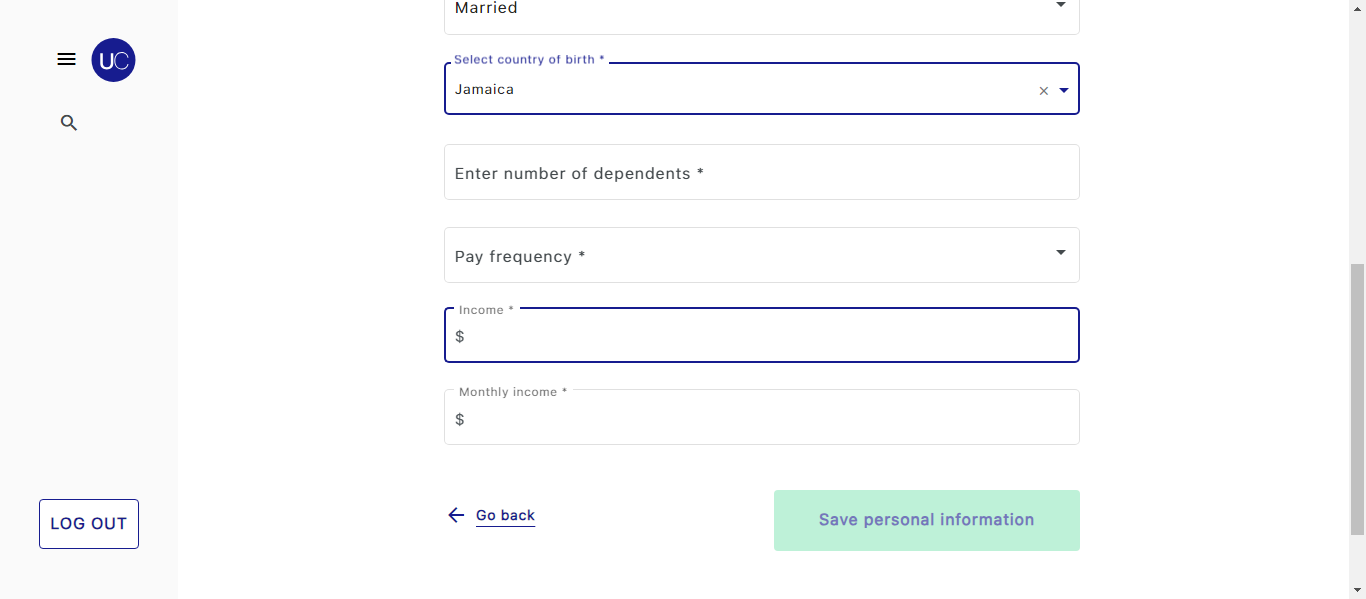 Married
UC
Select country of birth *
Jamaica
Enter number of dependents *
Pay frequency *
Income *
$
Monthly income *
$
LOG OUT
Go back
Save personal information